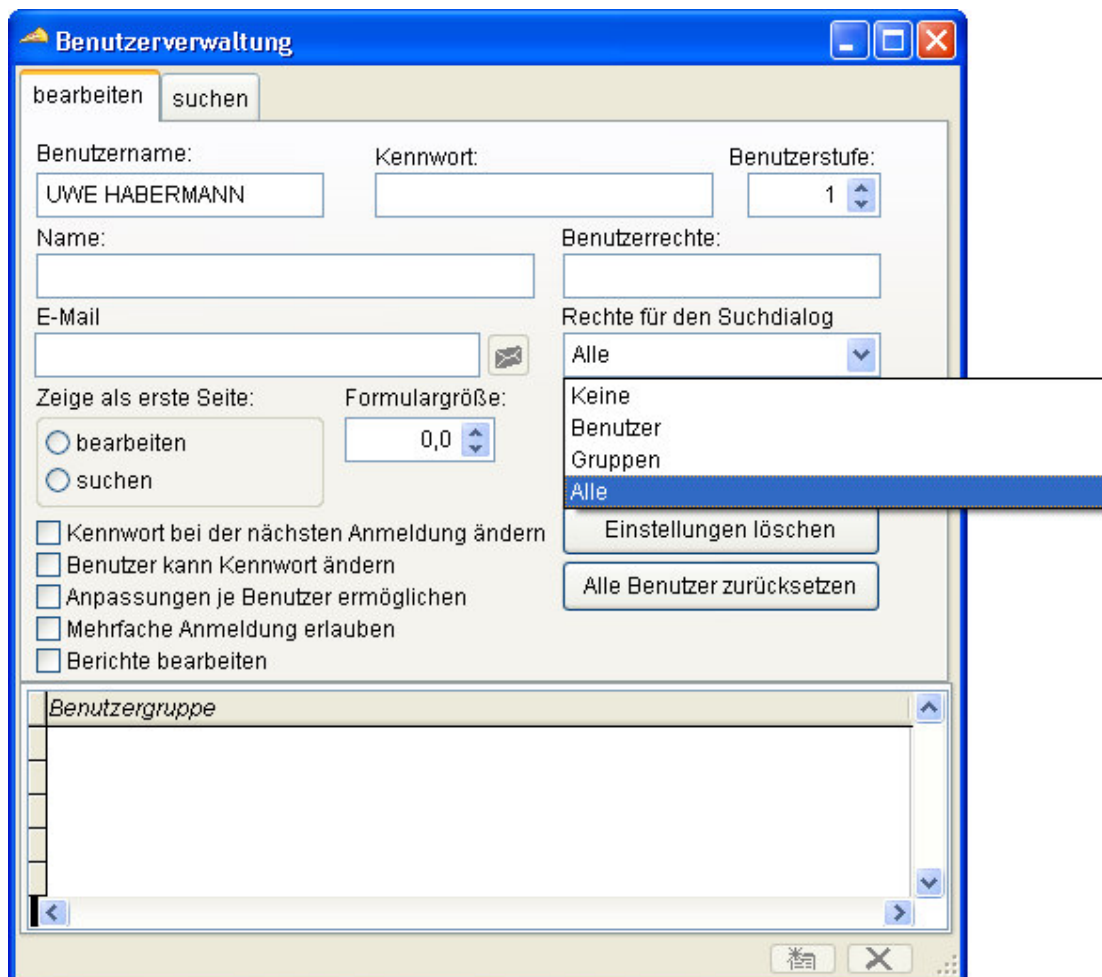 Benutzerverwaltung
bearbeiten suchen
Benutzername: Kennwort: Benutzerstufe:
UWE HABERMANN 1
Name: Benutzerrechte:
E-Mail Rechte für den Suchdialog
Alle
Zeige als erste Seite: Formulargröße: Keine
bearbeiten 0,0 Benutzer
Gruppen
suchen Alle
Kennwort bei der nächsten Anmeldung ändern Einstellungen löschen
Benutzer kann Kennwort ändern
Anpassungen je Benutzer ermöglichen Alle Benutzer zurücksetzen
Mehrfache Anmeldung erlauben
Berichte bearbeiten
Benutzergruppe